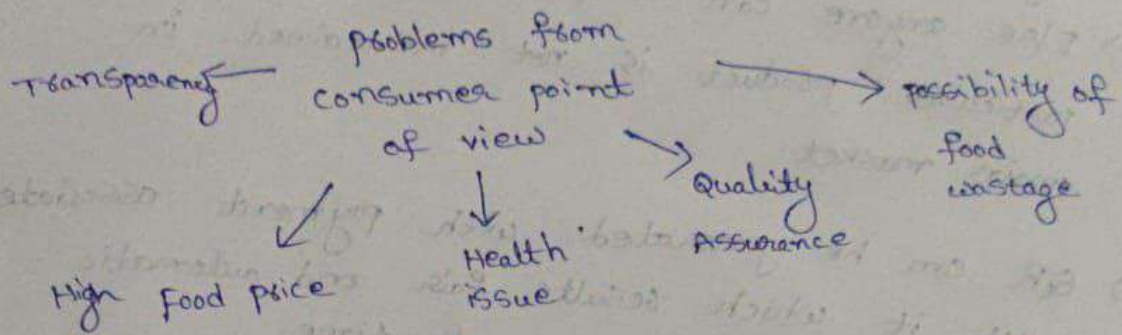 problems from
consumer point
of view
Transparency
High Food price
Health
issue
Quality
Assurance
possibility of
food
wastage